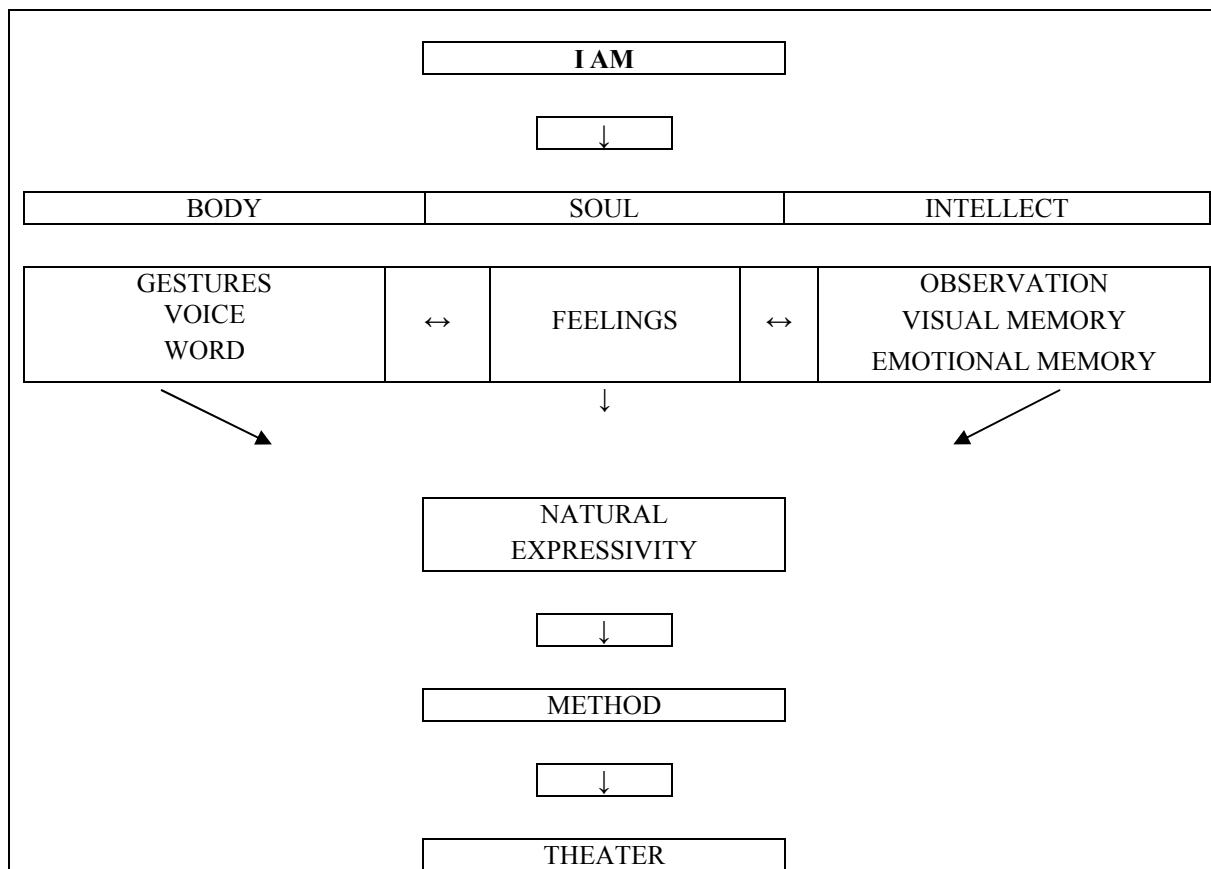 I AM
↓
BODY SOUL INTELLECT
GESTURES
VOICE
WORD
↔
FEELINGS
↔
OBSERVATION
VISUAL MEMORY
EMOTIONAL MEMORY
↓
NATURAL
EXPRESSIVITY
↓
METHOD
↓
THEATER